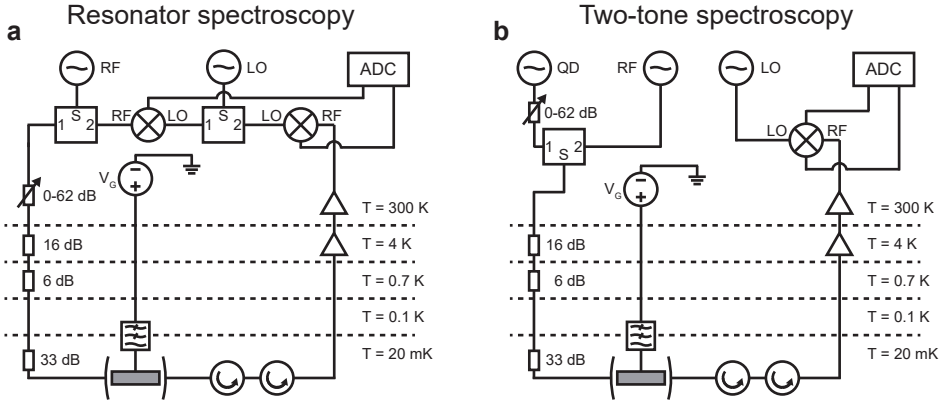 Resonator spectroscopy
Two-tone spectroscopy
a
RF
LO
ADC
1 S 2
RF
LO
1 S 2
LO
RF
VG
−
+
0-62 dB
T = 300 K
16 dB
T = 4 K
6 dB
T = 0.7 K
T = 0.1 K
33 dB
T = 20 mK
b
QD
RF
LO
ADC
0-62 dB
LO
RF
1 S 2
VG
−
+
T = 300 K
16 dB
T = 4 K
6 dB
T = 0.7 K
T = 0.1 K
33 dB
T = 20 mK